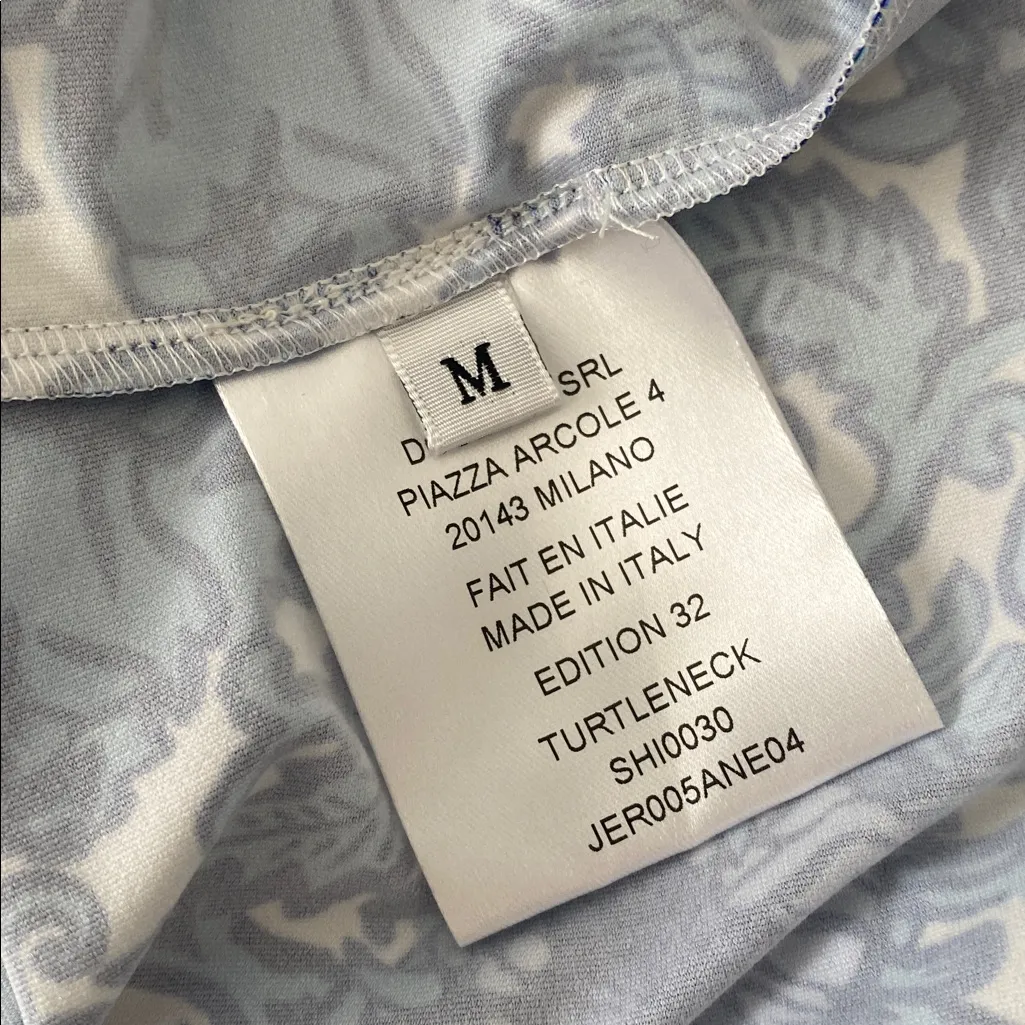 M
SRL
PIAZZA ARCOLE 4
20143 MILANO
FAIT EN ITALIE
MADE IN ITALY
EDITION 32
TURTLENECK
SHI0030
JER005ANE04